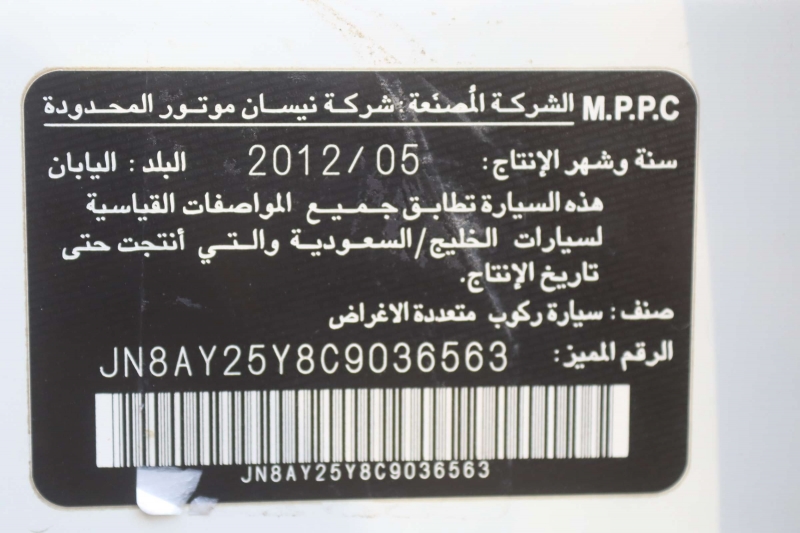 M.P.P.C الشركة المُصنعة : شركة نيسان موتور المحدودة
سنة وشهر الإنتاج: 2012/05 البلد : اليابان
هذه السيارة تطابق جميع المواصفات القياسية
لسيارات الخليج/السعودية والتي أنتجت حتى
تاريخ الإنتاج.
صنف : سيارة ركوب متعددة الاغراض
الرقم المميز: JN8AY25Y8C9036563
JN8AY25Y8C9036563